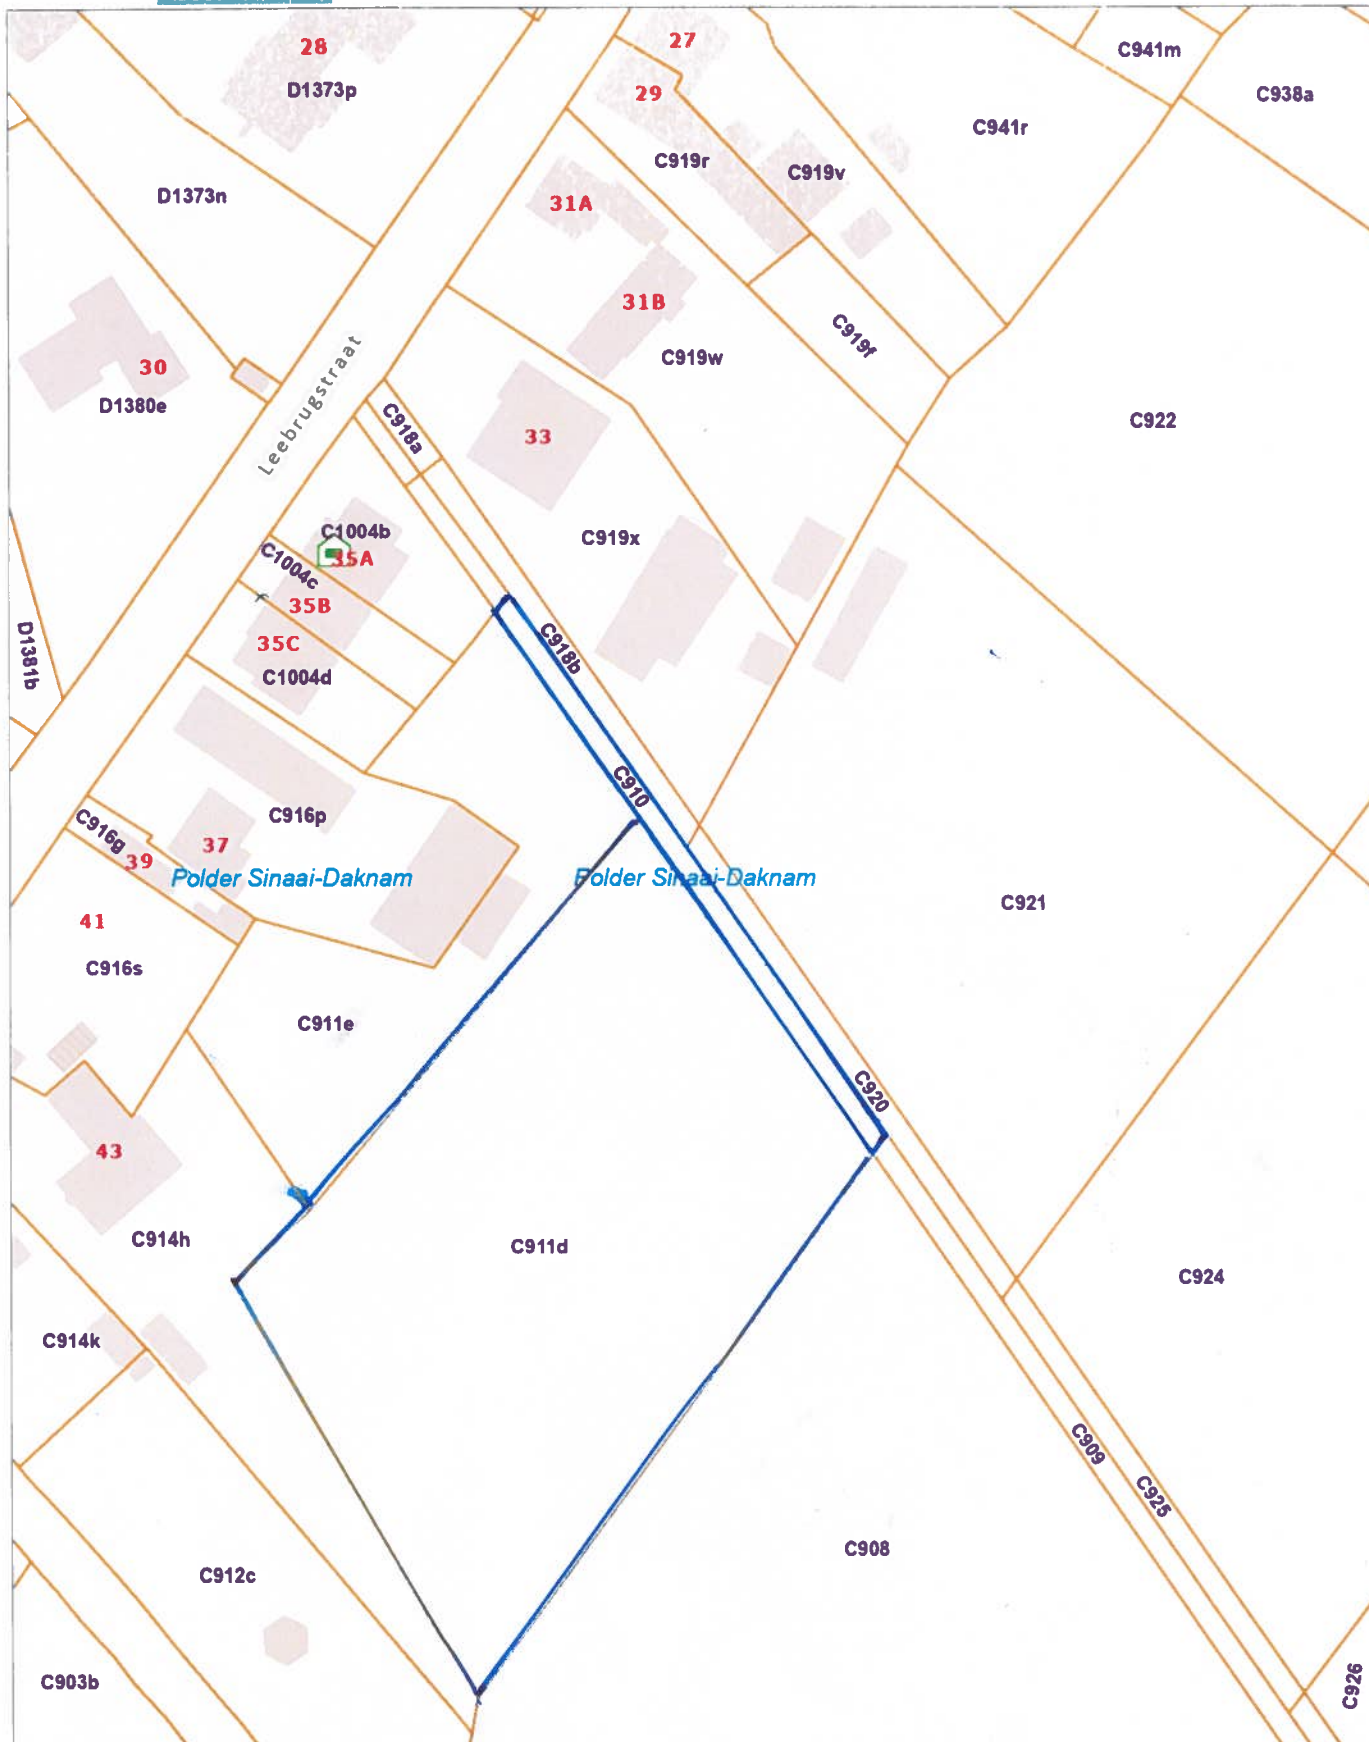 27
28
C941m
D1373p
29
C938a
C941r
C919r
C919v
D1373n
31A
31B
C919f
C919w
30
D1380e
Leebrugstraat
C918a
C922
33
C1004b
C919x
35A
C1004c
35B
35C
C918b
D1381b
C1004d
C910
C916p
C916g
37
39
Polder Sinaai-Daknam
Polder Sinaai-Daknam
C921
41
C916s
C911e
C920
43
C914h
C911d
C924
C914k
C909
C925
C908
C912c
C903b
C926